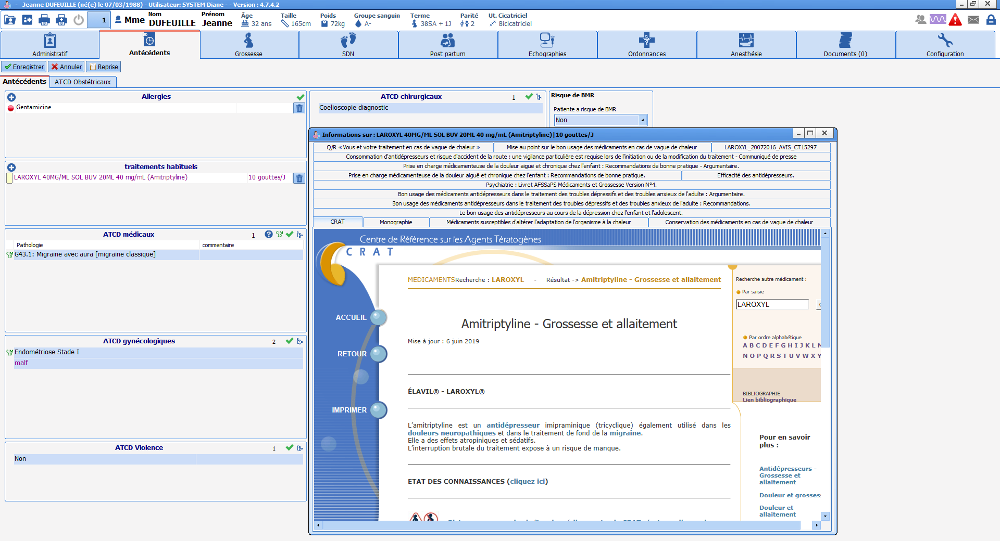 - Jeanne DUFEUILLE (né(e) le 07/03/1988) - Utilisateur: SYSTEM Diane - - Version : 4.7.4.2
1
Mme
Nom
DUFEUILLE
Prénom
Jeanne
Âge
32 ans
Taille
165cm
Poids
72kg
Groupe sanguin
A-
Terme
38SA + 1J
Parité
2
Ut. Cicatriciel
Bicicatriciel
Administratif
Antécédents
Grossesse
SDN
Post partum
Echographies
Ordonnances
Anesthésie
Documents (0)
Configuration
Enregistrer
Annuler
Reprise
Antécédents
ATCD Obstétricaux
Allergies
Gentamicine
traitements habituels
LAROXYL 40MG/ML SOL BUV 20ML 40 mg/mL (Amitriptyline)
10 gouttes/J
ATCD médicaux
1
CIM 10
Pathologie
commentaire
CIM 10
G43.1: Migraine avec aura [migraine classique]
ATCD gynécologiques
2
CIM 10
Endométriose Stade I
malf
ATCD Violence
1
Non
ATCD chirurgicaux
1
Coelioscopie diagnostic
Risque de BMR
Patiente a risque de BMR
Non
Informations sur : LAROXYL 40MG/ML SOL BUV 20ML 40 mg/mL (Amitriptyline)|10 gouttes/J
Q/R « Vous et votre traitement en cas de vague de chaleur »
Mise au point sur le bon usage des médicaments en cas de vague de chaleur
LAROXYL_20072016_AVIS_CT15297
Consommation d'antidépresseurs et risque d'accident de la route : une vigilance particulière est requise lors de l'initiation ou de la modification du traitement - Communiqué de presse
Prise en charge médicamenteuse de la douleur aiguë et chronique chez l'enfant : Recommandations de bonne pratique - Argumentaire.
Prise en charge médicamenteuse de la douleur aiguë et chronique chez l'enfant : Recommandations de bonne pratique.
Efficacité des antidépresseurs.
Psychiatrie : Livret AFSSaPS Médicaments et Grossesse Version N°4.
Bon usage des médicaments antidépresseurs dans le traitement des troubles dépressifs et des troubles anxieux de l'adulte : Argumentaire.
Bon usage des médicaments antidépresseurs dans le traitement des troubles dépressifs et des troubles anxieux de l'adulte : Recommandations.
Le bon usage des antidépresseurs au cours de la dépression chez l'enfant et l'adolescent.
CRAT
Monographie
Médicaments susceptibles d'altérer l'adaptation de l'organisme à la chaleur
Conservation des médicaments en cas de vague de chaleur
Centre de Référence sur les Agents Tératogènes
CRAT
ACCUEIL
RETOUR
IMPRIMER
MEDICAMENTSRecherche : LAROXYL - Résultat -> Amitriptyline - Grossesse et allaitement
Amitriptyline - Grossesse et allaitement
Mise à jour : 6 juin 2019
ÉLAVIL® - LAROXYL®
L'amitriptyline est un antidépresseur imipraminique (tricyclique) également utilisé dans les
douleurs neuropathiques et dans le traitement de fond de la migraine.
Elle a des effets atropiniques et sédatifs.
L'interruption brutale du traitement expose à un risque de manque.
ETAT DES CONNAISSANCES (cliquez ici)
Recherche autre médicament :
Par saisie
LAROXYL
Par ordre alphabétique
A B C D E F G H I J K L M
N O P Q R S T U V W X Y
BIBLIOGRAPHIE
Lien bibliographique
Pour en savoir
plus :
Antidépresseurs -
Grossesse et
allaitement
Douleur et grosses
Douleur et
allaitement